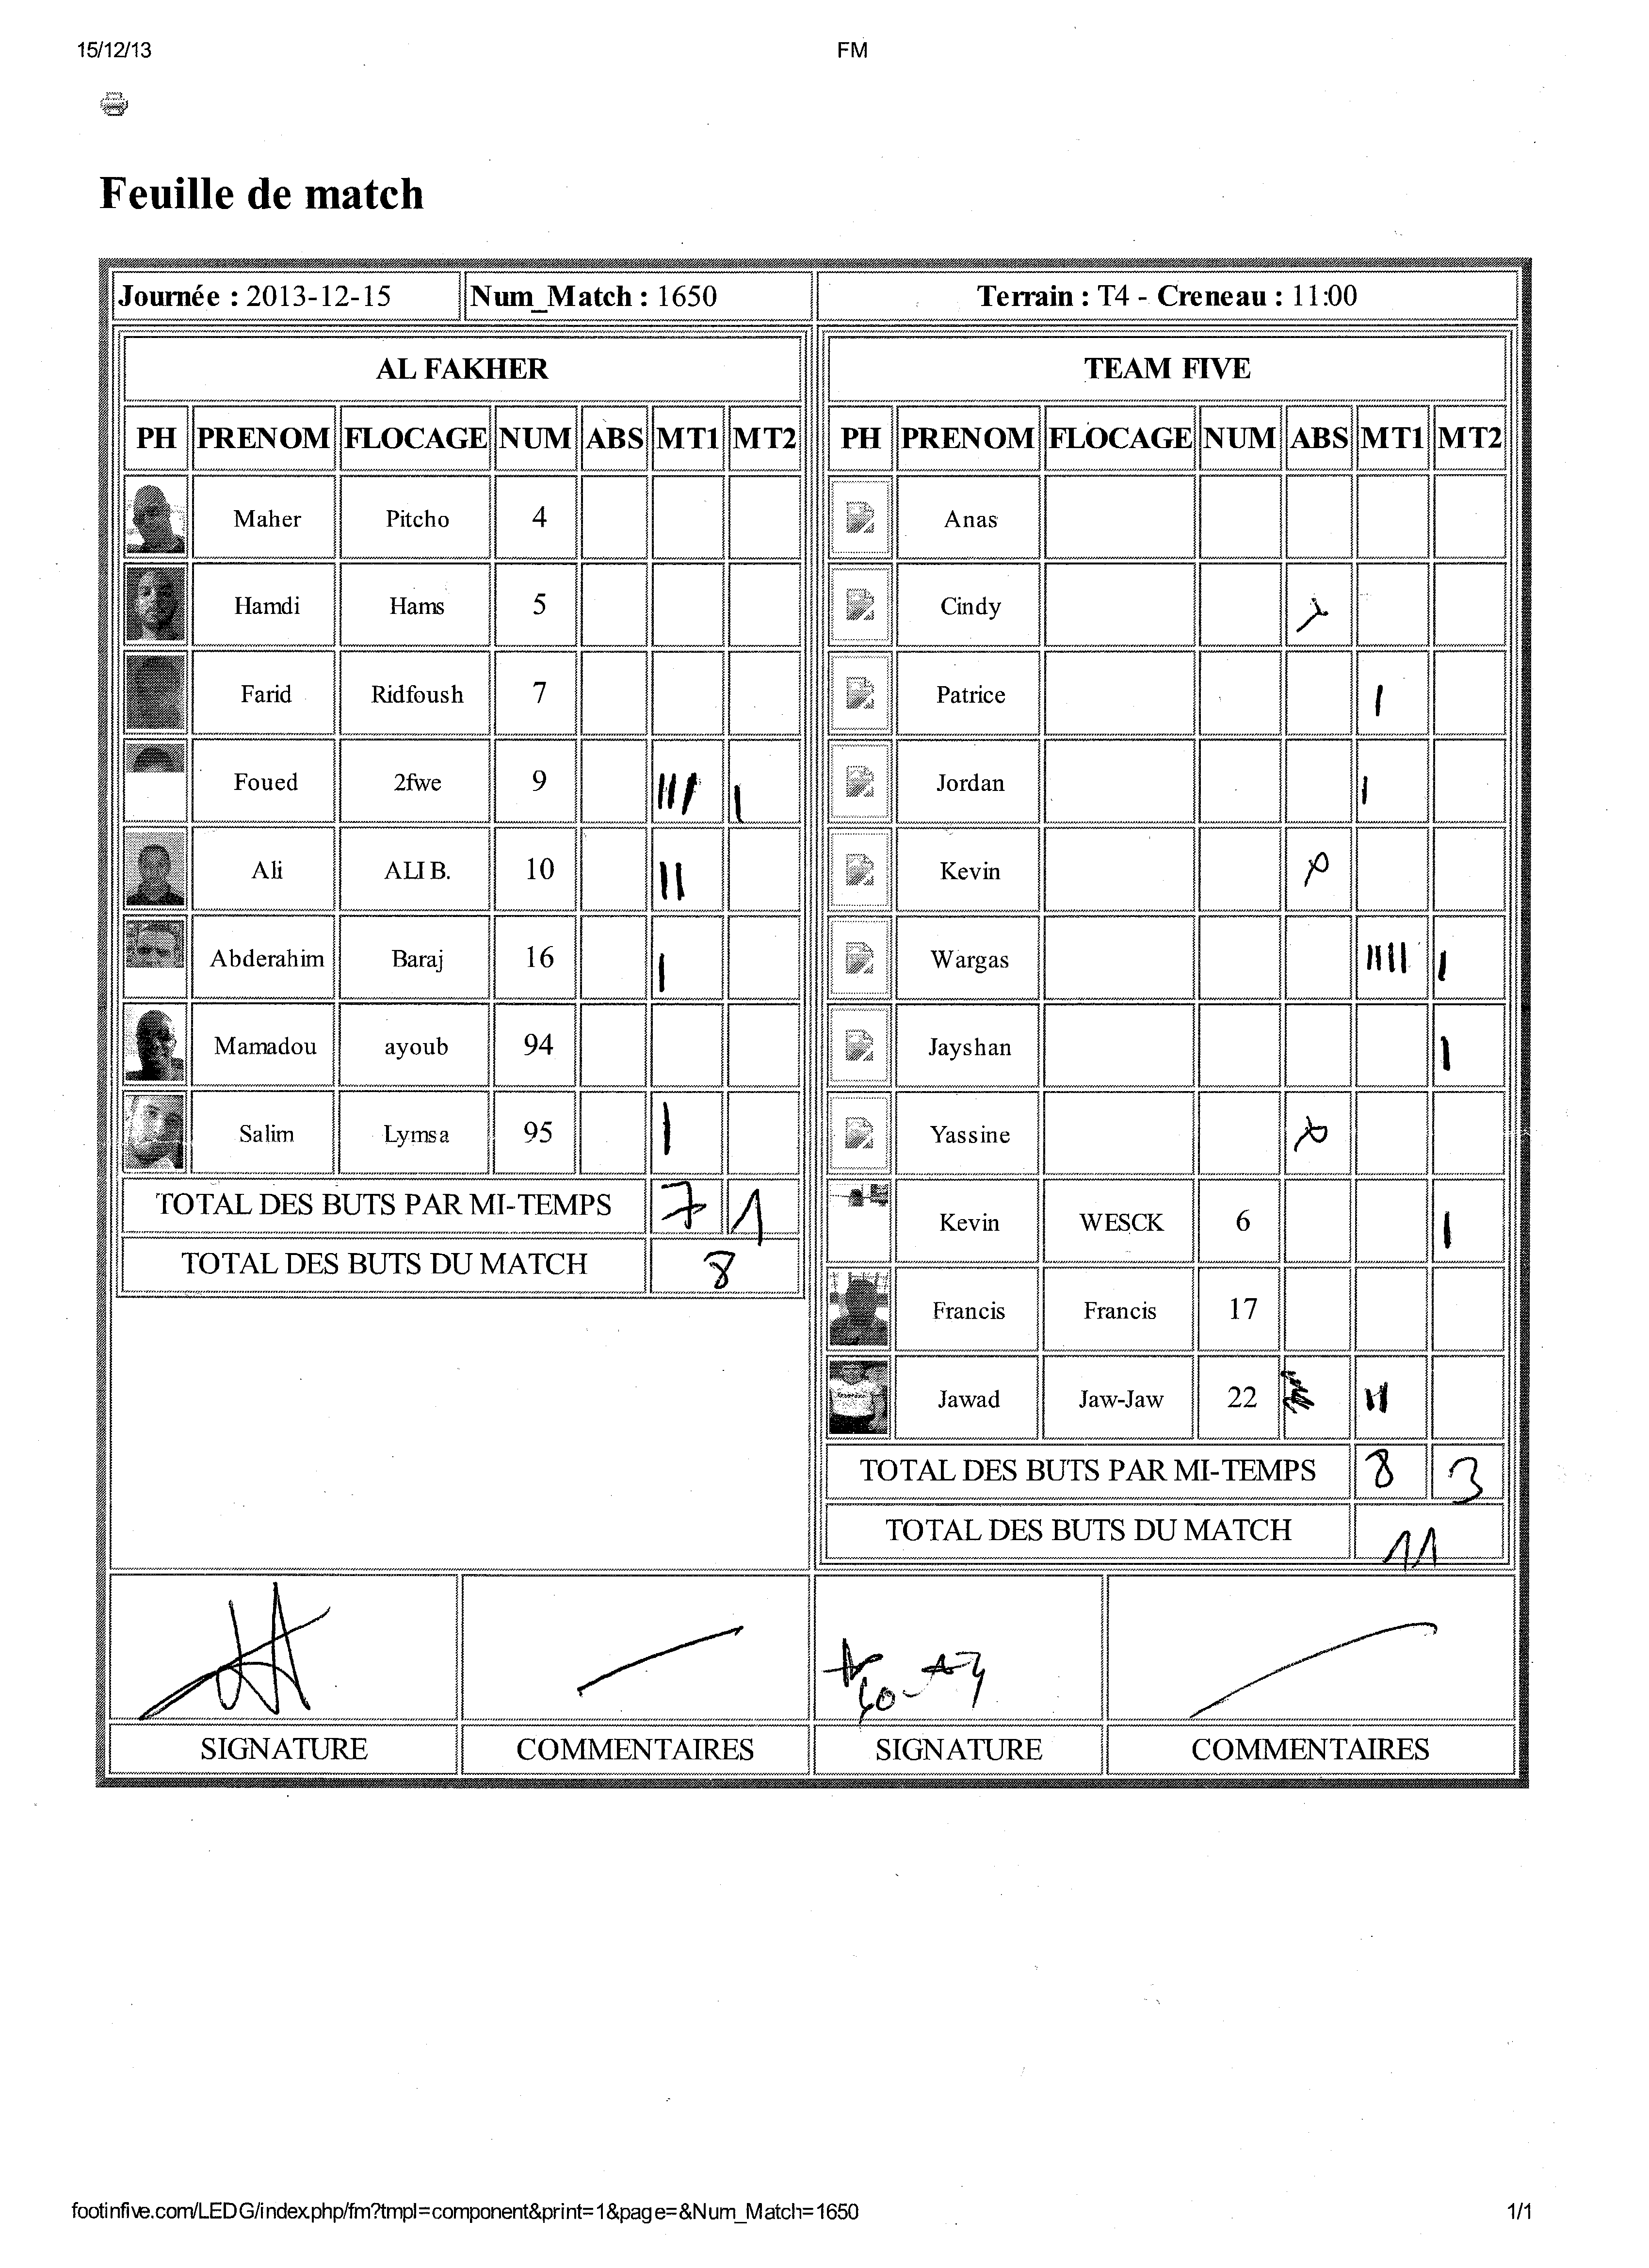 15/12/13 FM
Feuille de match
Journée : 2013-12-15 Num_Match : 1650 Terrain : T4 - Creneau : 11:00
AL FAKHER TEAM FIVE
PH PRENOM FLOCAGE NUM ABS MT1 MT2 PH PRENOM FLOCAGE NUM ABS MT1 MT2
Maher Pitcho 4 Anas
Hamdi Hams 5 Cindy X
Farid Ridfoush 7 Patrice I
Foued 2fwe 9 III I Jordan I
Ali ALI B. 10 II Kevin X
Abderahim Baraj 16 I Wargas IIII I
Mamadou ayoub 94 Jayshan I
Salim Lymsa 95 I Yassine X
TOTAL DES BUTS PAR MI-TEMPS 7 1 Kevin WESCK 6 I
TOTAL DES BUTS DU MATCH 8
Francis Francis 17
Jawad Jaw-Jaw 22 II
TOTAL DES BUTS PAR MI-TEMPS 8 3
TOTAL DES BUTS DU MATCH 11
SIGNATURE COMMENTAIRES SIGNATURE COMMENTAIRES
footinfive.com/LEDG/index.php/fm?tmpl=component&print=1&page=&Num_Match=1650 1/1